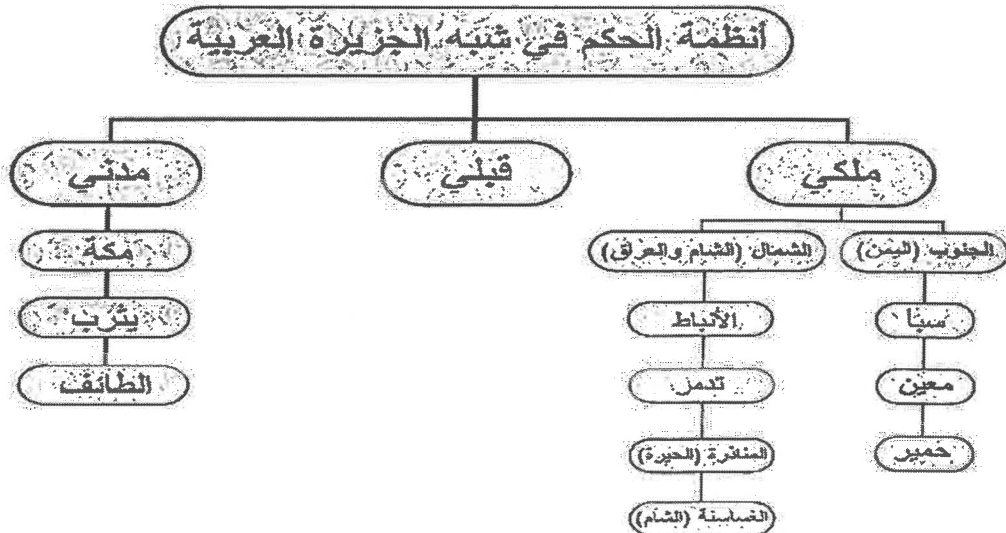 أنظمة الحكم في شبه الجزيرة العربية
ملكي
قبلي
مدني
الجنوب (اليمن)
سبأ
معين
حمير
الشمال (الشام والعراق)
الأنباط
تدمر
المناذرة (الحيرة)
الغساسنة (الشام)
مكة
يثرب
الطائف